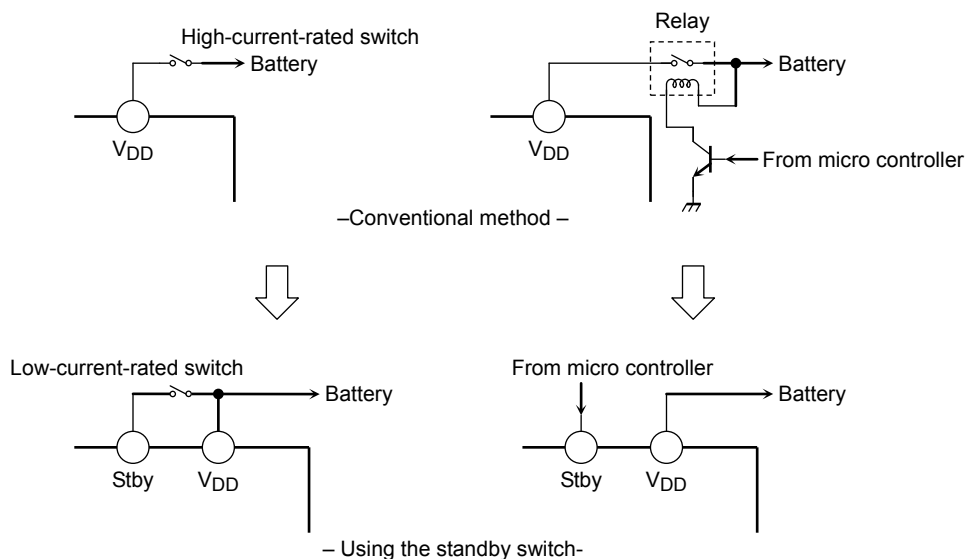 High-current-rated switch
Battery
VDD
Relay
Battery
VDD
From micro controller
–Conventional method –
Low-current-rated switch
Battery
Stby
VDD
From micro controller
Battery
Stby
VDD
– Using the standby switch-